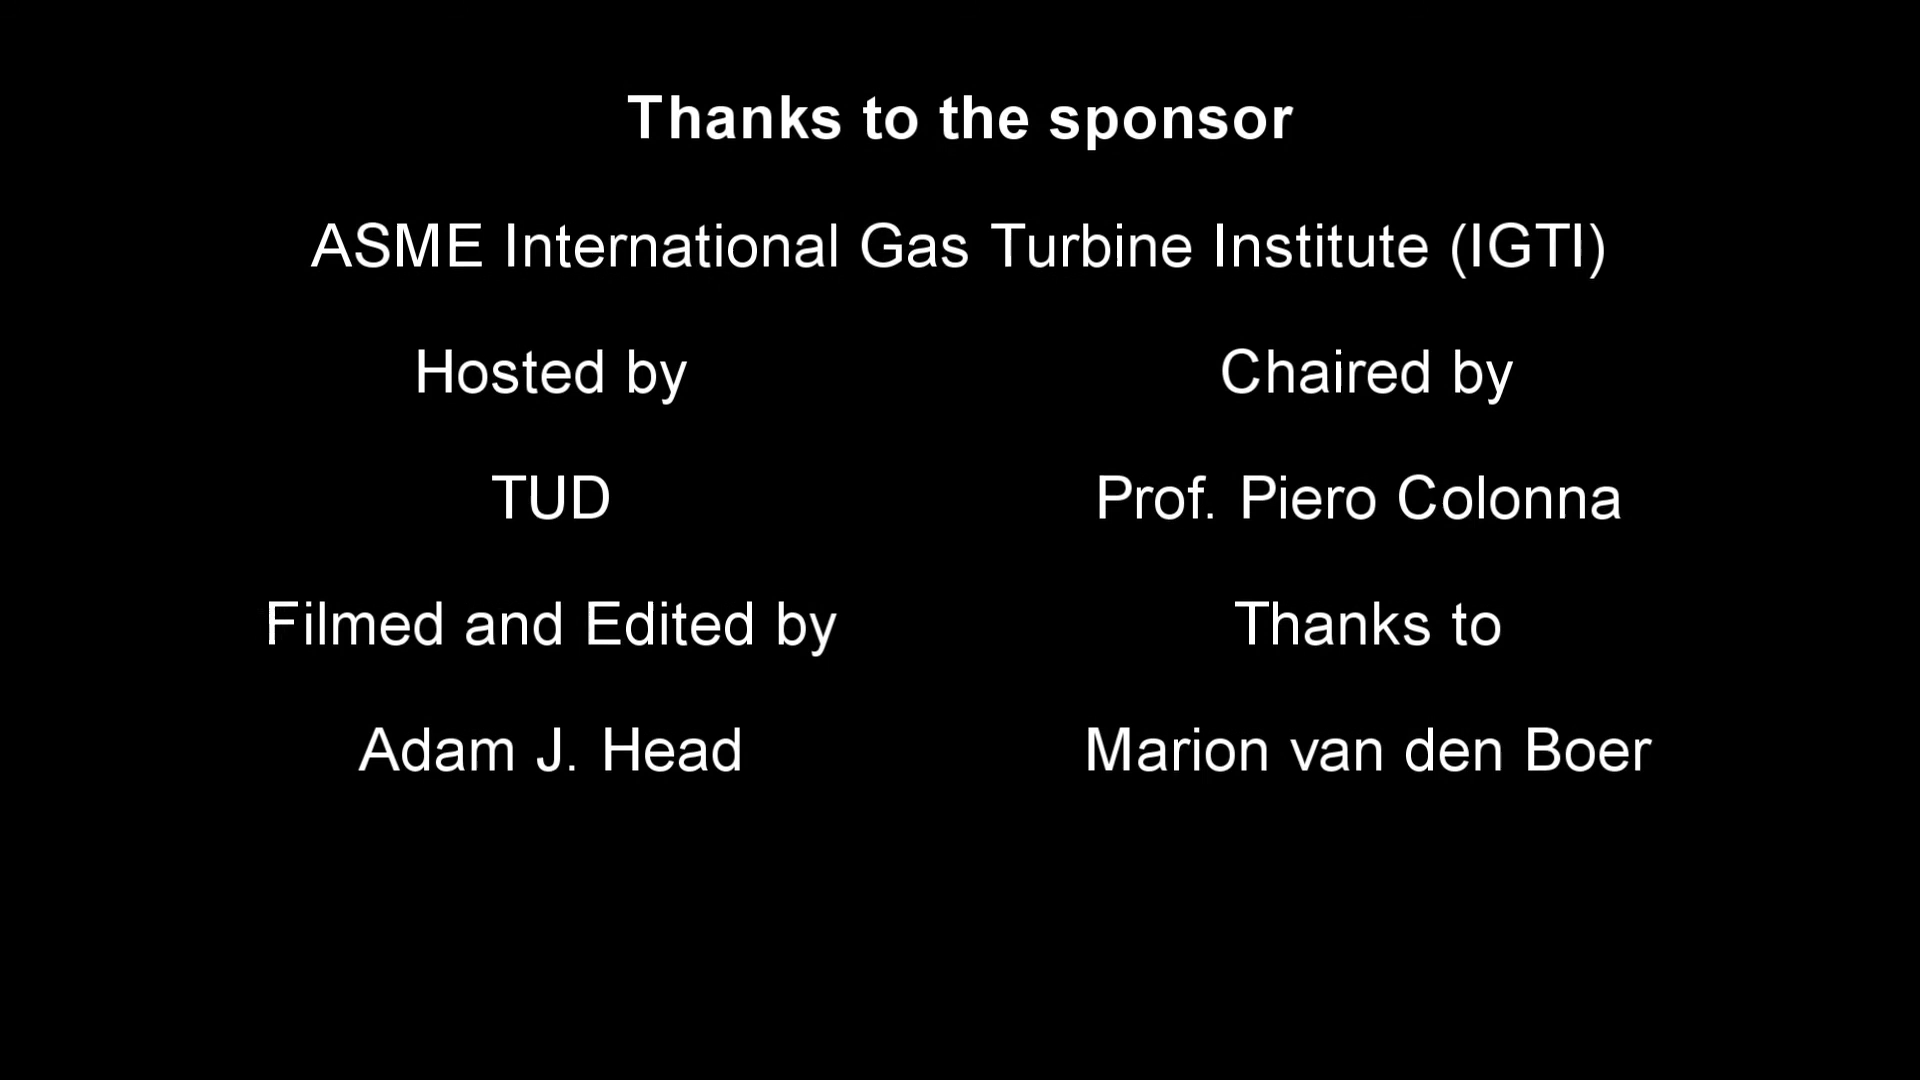 Thanks to the sponsor
ASME International Gas Turbine Institute (IGTI)
Hosted by
TUD
Chaired by
Prof. Piero Colonna
Filmed and Edited by
Adam J. Head
Thanks to
Marion van den Boer